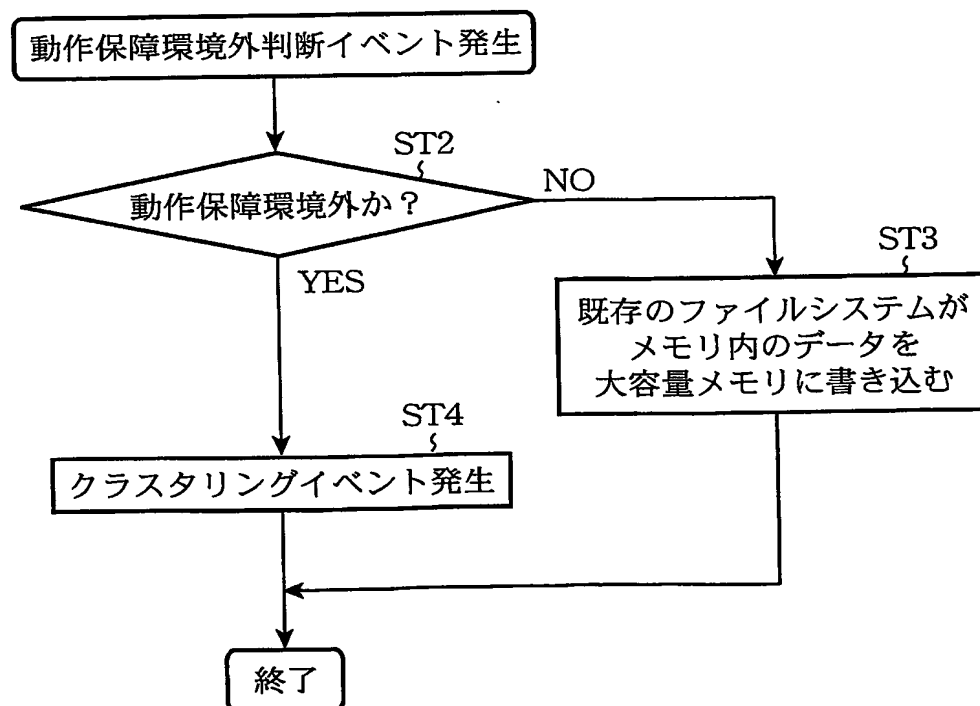 動作保障環境外判断イベント発生
ST2
動作保障環境外か？
NO
YES
ST3
既存のファイルシステムが
メモリ内のデータを
大容量メモリに書き込む
ST4
クラスタリングイベント発生
終了